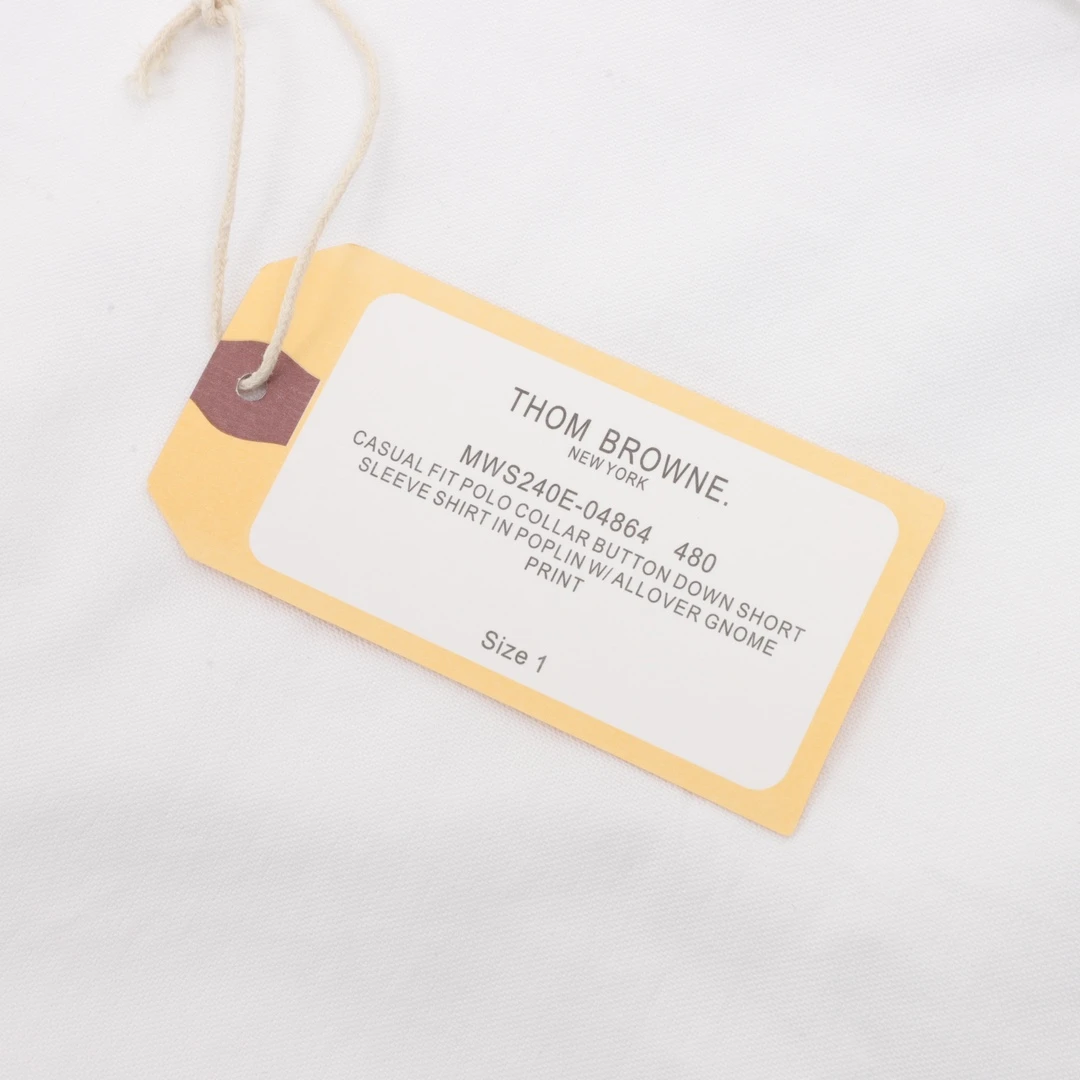 THOM BROWNE.
NEW YORK
MWS240E-04864 480
CASUAL FIT POLO COLLAR BUTTON DOWN SHORT
SLEEVE SHIRT IN POPLIN W/ ALLOVER GNOME
PRINT
Size 1